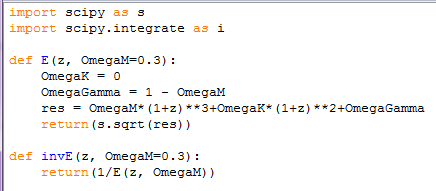 import scipy as s
import scipy.integrate as i
def E(z, OmegaM=0.3):
    OmegaK = 0
    OmegaGamma = 1 - OmegaM
    res = OmegaM*(1+z)**3+OmegaK*(1+z)**2+OmegaGamma
    return(s.sqrt(res))
def invE(z, OmegaM=0.3):
    return(1/E(z, OmegaM))